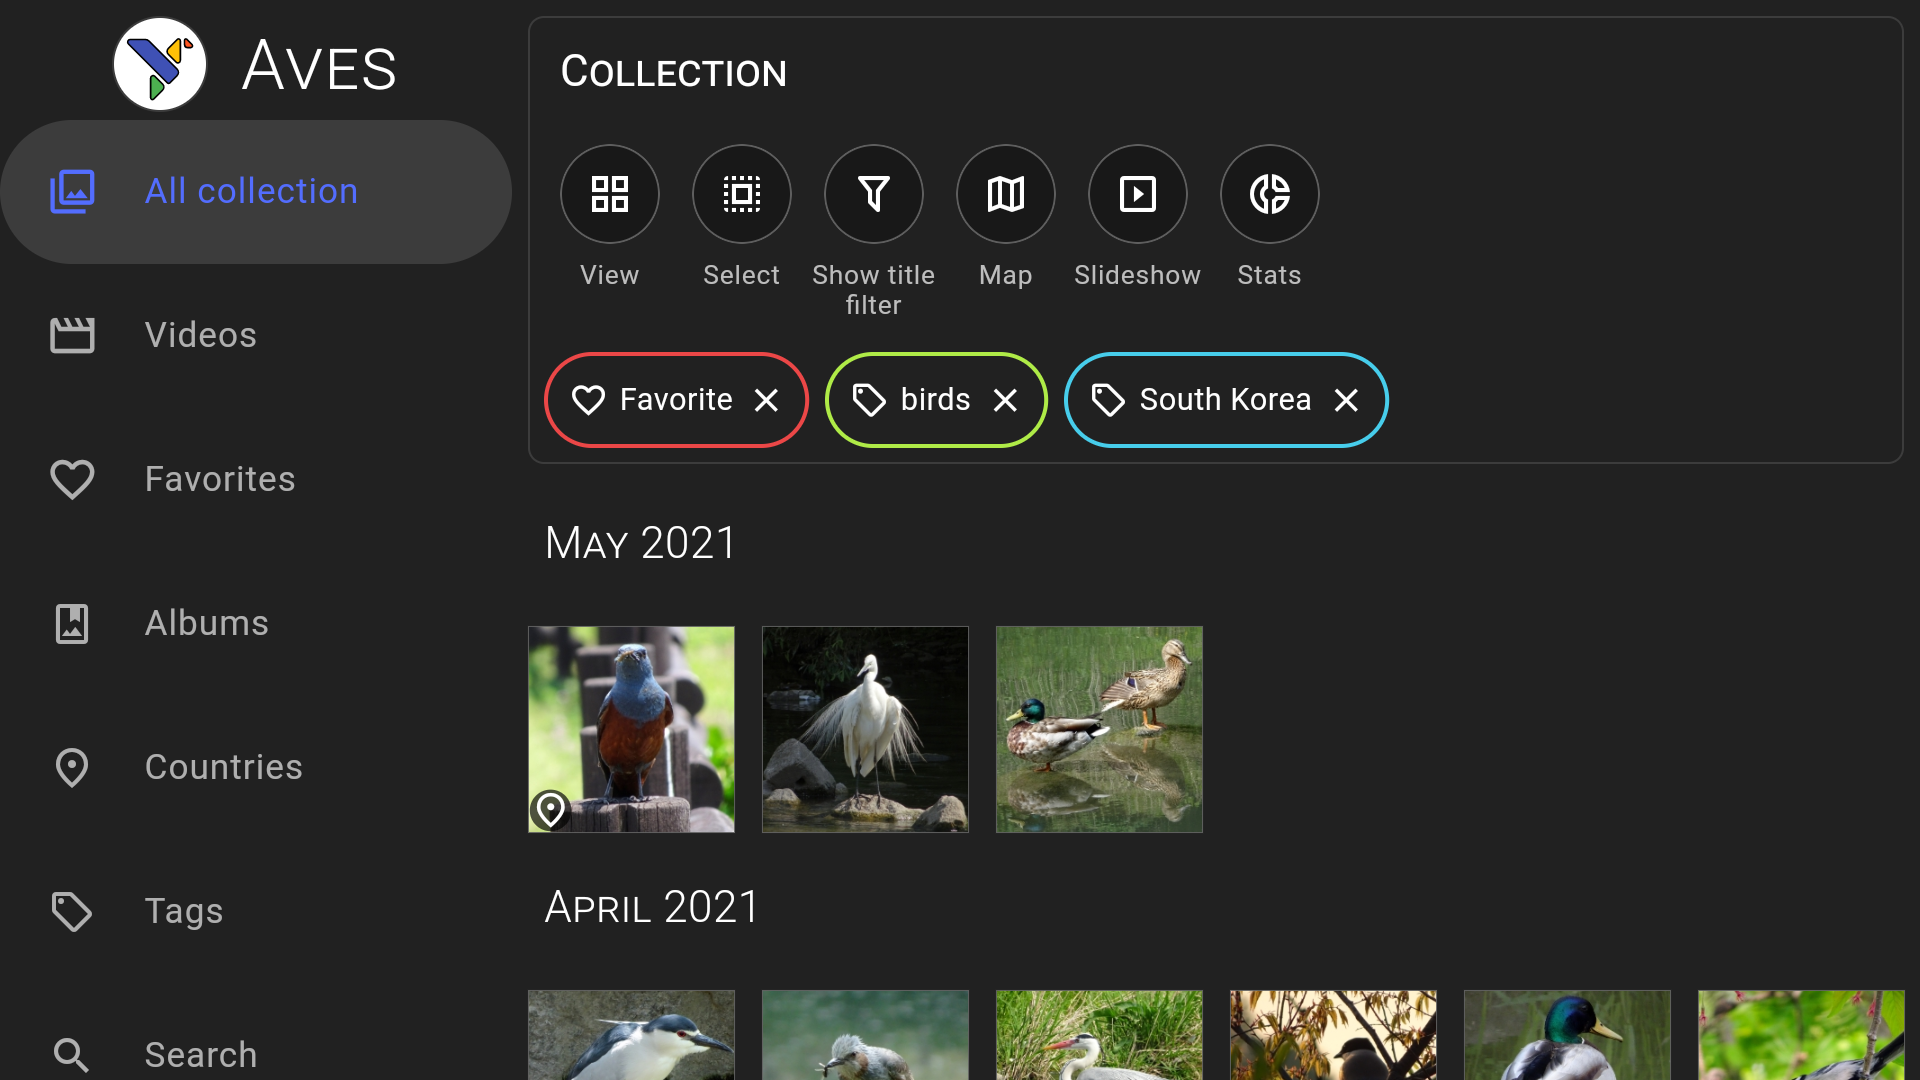 AVES
All collection
Videos
Favorites
Albums
Countries
Tags
Search
COLLECTION
View
Select
Show title
filter
Map
Slideshow
Stats
Favorite
birds
South Korea
MAY 2021
APRIL 2021